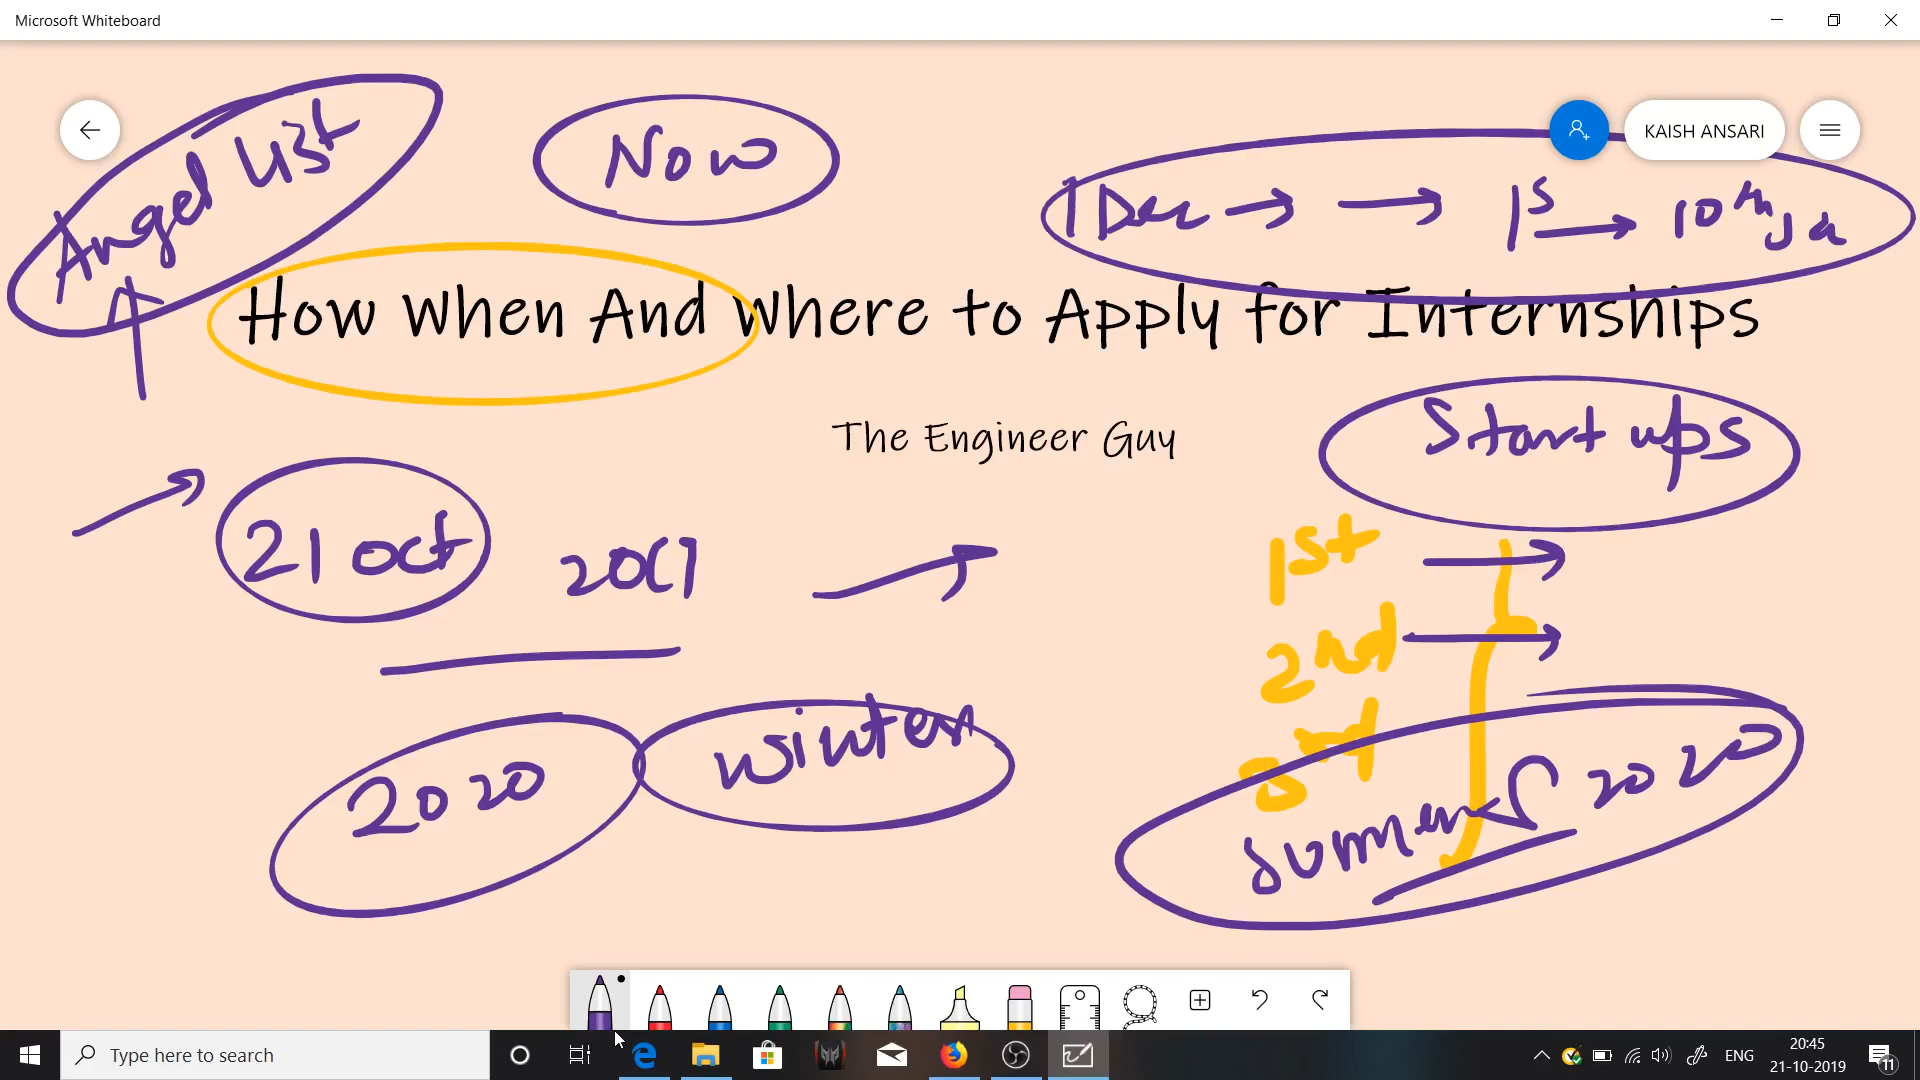 Microsoft Whiteboard
Angel list
Now
KAISH ANSARI
1 Dec → → 1s → 10th Ja
How When And Where to Apply for Internships
The Engineer Guy
Start ups
21 oct
1st
2nd
3rd
2020
winter
summer 2020
Type here to search
ENG
20:45
21-10-2019
11